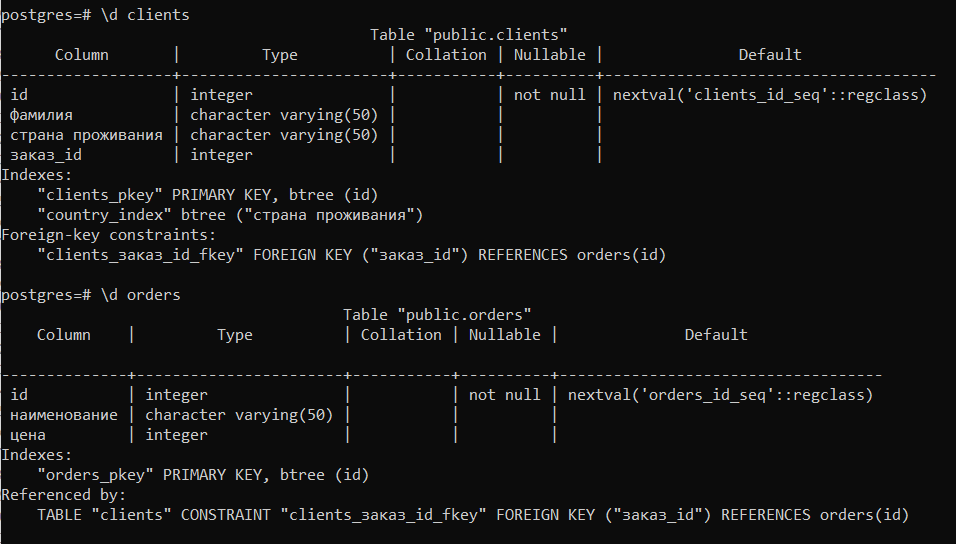 postgres=# \d clients
                                        Table "public.clients"
      Column       |         Type          | Collation | Nullable |               Default
-------------------+-----------------------+-----------+----------+-------------------------------------
 id                | integer               |           | not null | nextval('clients_id_seq'::regclass)
 фамилия           | character varying(50) |           |          |
 страна проживания | character varying(50) |           |          |
 заказ_id          | integer               |           |          |
Indexes:
    "clients_pkey" PRIMARY KEY, btree (id)
    "country_index" btree ("страна проживания")
Foreign-key constraints:
    "clients_заказ_id_fkey" FOREIGN KEY ("заказ_id") REFERENCES orders(id)
postgres=# \d orders
                                     Table "public.orders"
    Column    |         Type          | Collation | Nullable |              Default
--------------+-----------------------+-----------+----------+------------------------------------
 id           | integer               |           | not null | nextval('orders_id_seq'::regclass)
 наименование | character varying(50) |           |          |
 цена         | integer               |           |          |
Indexes:
    "orders_pkey" PRIMARY KEY, btree (id)
Referenced by:
    TABLE "clients" CONSTRAINT "clients_заказ_id_fkey" FOREIGN KEY ("заказ_id") REFERENCES orders(id)